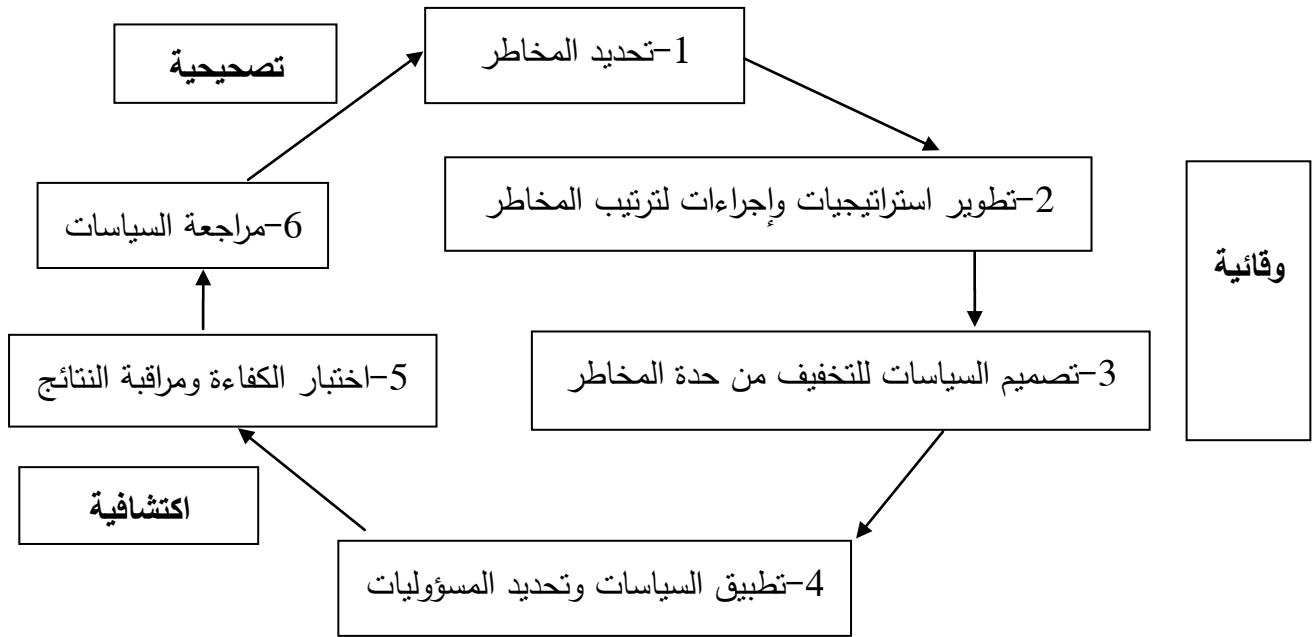 1-تحديد المخاطر
تصحيحية
2-تطوير استراتيجيات وإجراءات لترتيب المخاطر
وقائية
6-مراجعة السياسات
3-تصميم السياسات للتخفيف من حدة المخاطر
5-اختبار الكفاءة ومراقبة النتائج
اكتشافية
4-تطبيق السياسات وتحديد المسؤوليات